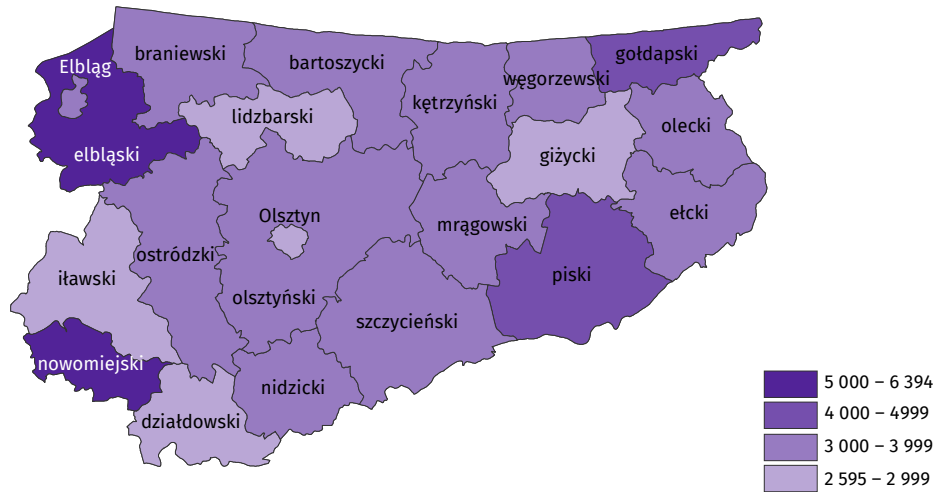 Elbląg
braniewski
bartoszycki
gołdapski
węgorzewski
kętrzyński
lidzbarski
olecki
elbląski
giżycki
Olsztyn
mrągowski
ełcki
ostródzki
iławski
piski
olsztyński
szczycieński
nowomiejski
nidzicki
działdowski
5 000 – 6 394
4 000 – 4999
3 000 – 3 999
2 595 – 2 999